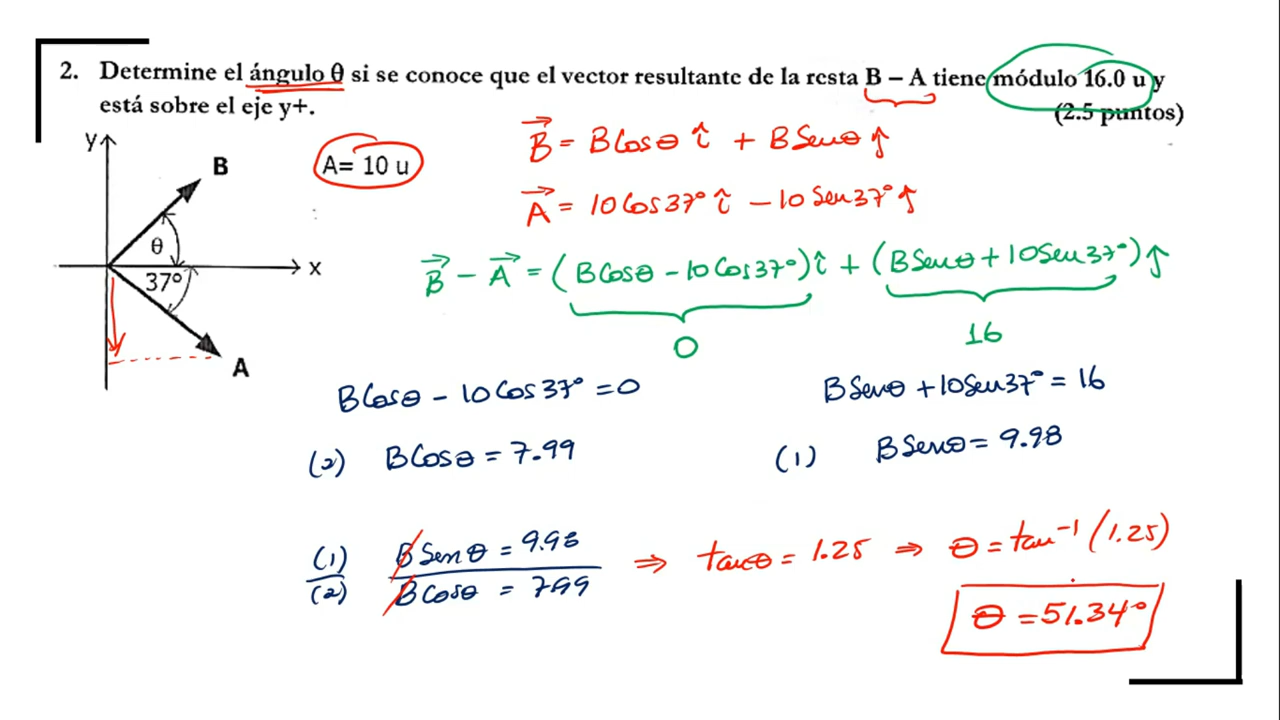 2. Determine el ángulo θ si se conoce que el vector resultante de la resta B – A tiene módulo 16.0 u y
está sobre el eje y+. (2.5 puntos)
y
B
A= 10 u
θ
x
37º
A
B⃗ = BCosθ î + BSenθ ĵ
A⃗ = 10Cos37° î − 10Sen37° ĵ
B⃗ − A⃗ = (BCosθ − 10Cos37°) î + (BSenθ + 10Sen37°) ĵ
0 16
BCosθ − 10Cos37° = 0 BSenθ + 10Sen37° = 16
(2) BCosθ = 7.99 (1) BSenθ = 9.98
(1) BSenθ = 9.98 ⇒ tanθ = 1.25 ⇒ θ = tan⁻¹(1.25)
(2) BCosθ = 7.99
θ = 51.34°